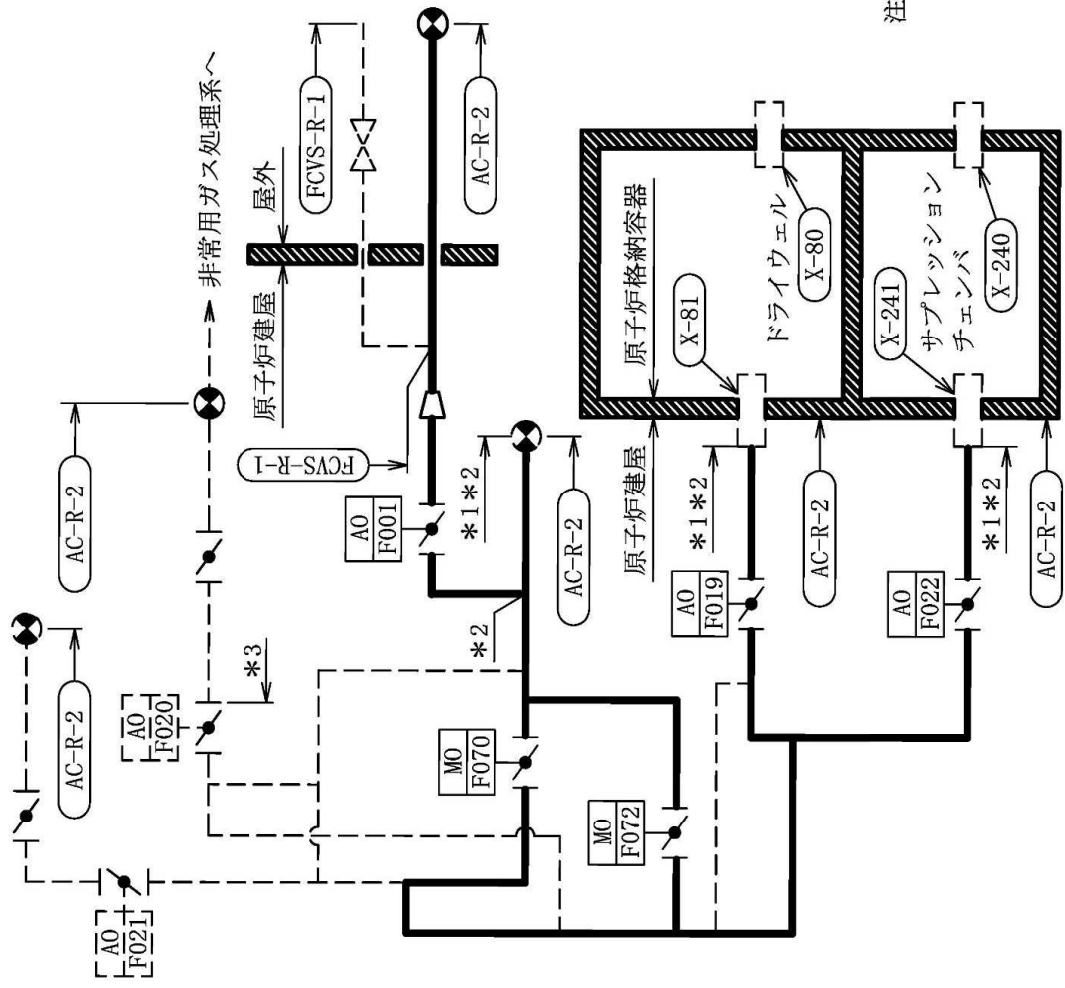 注
非常用ガス処理系へ
FCVS-R-1
AC-R-2
屋外
原子炉建屋
AC-R-2
FCVS-R-1
AO
F001
*1*2
AC-R-2
*2
AC-R-2
AO
F020
*3
AO
F021
MO
F070
MO
F072
原子炉格納容器
原子炉建屋
X-81
ドライウェル
X-80
*1*2
AO
F019
AC-R-2
X-241
サプレッション
チェンバ
X-240
*1*2
AO
F022
AC-R-2